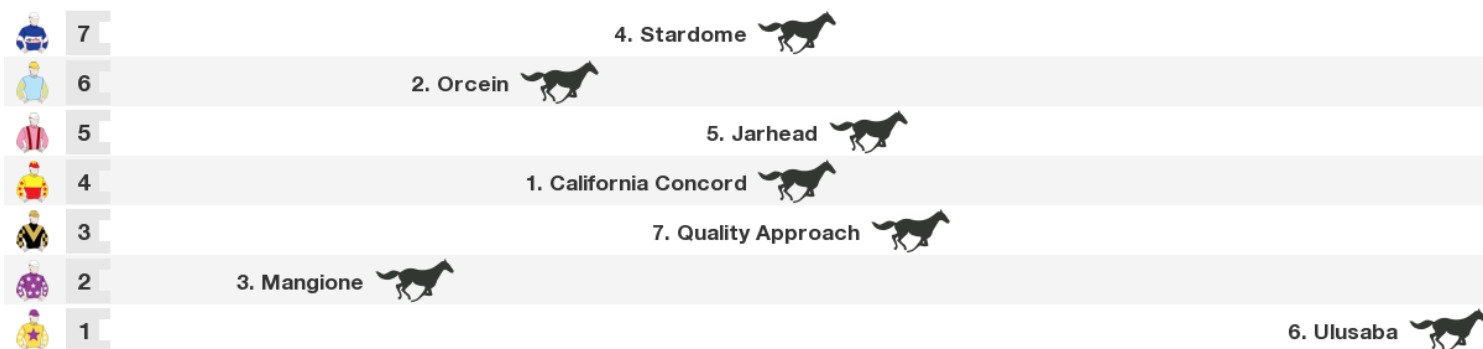 7 4. Stardome
6 2. Orcein
5 5. Jarhead
4 1. California Concord
3 7. Quality Approach
2 3. Mangione
1 6. Ulusaba